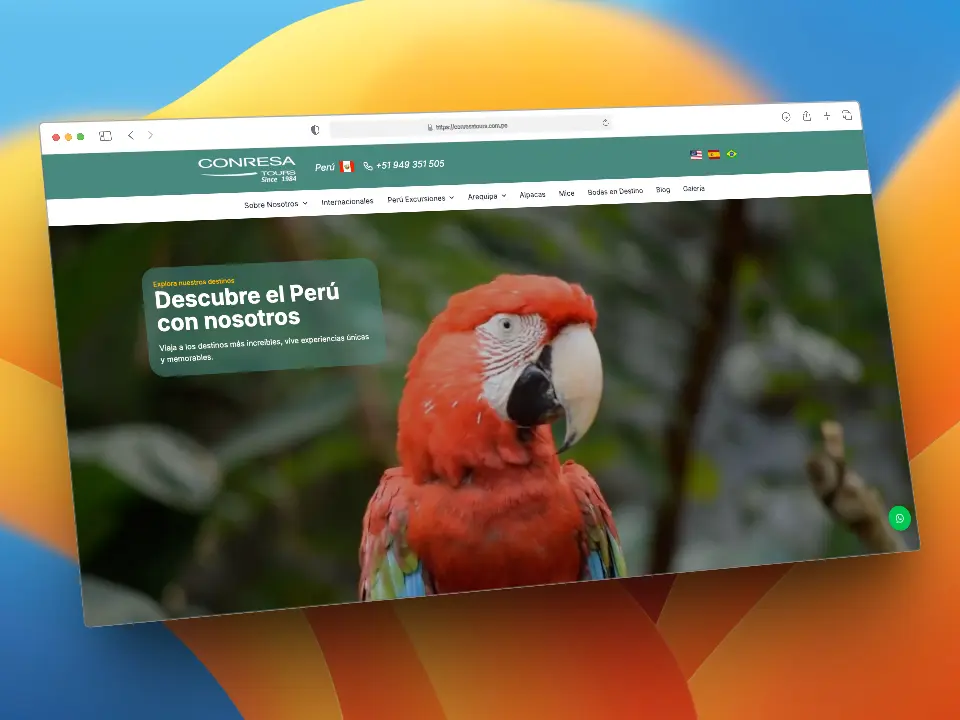 https://conresatours.com.pe
CONRESA
TOURS
Since 1984
Perú
+51 949 351 505
Sobre Nosotros
Internacionales
Perú Excursiones
Arequipa
Alpacas
Mice
Bodas en Destino
Blog
Galería
Explora nuestros destinos
Descubre el Perú
con nosotros
Viaja a los destinos más increíbles, vive experiencias únicas
y memorables.